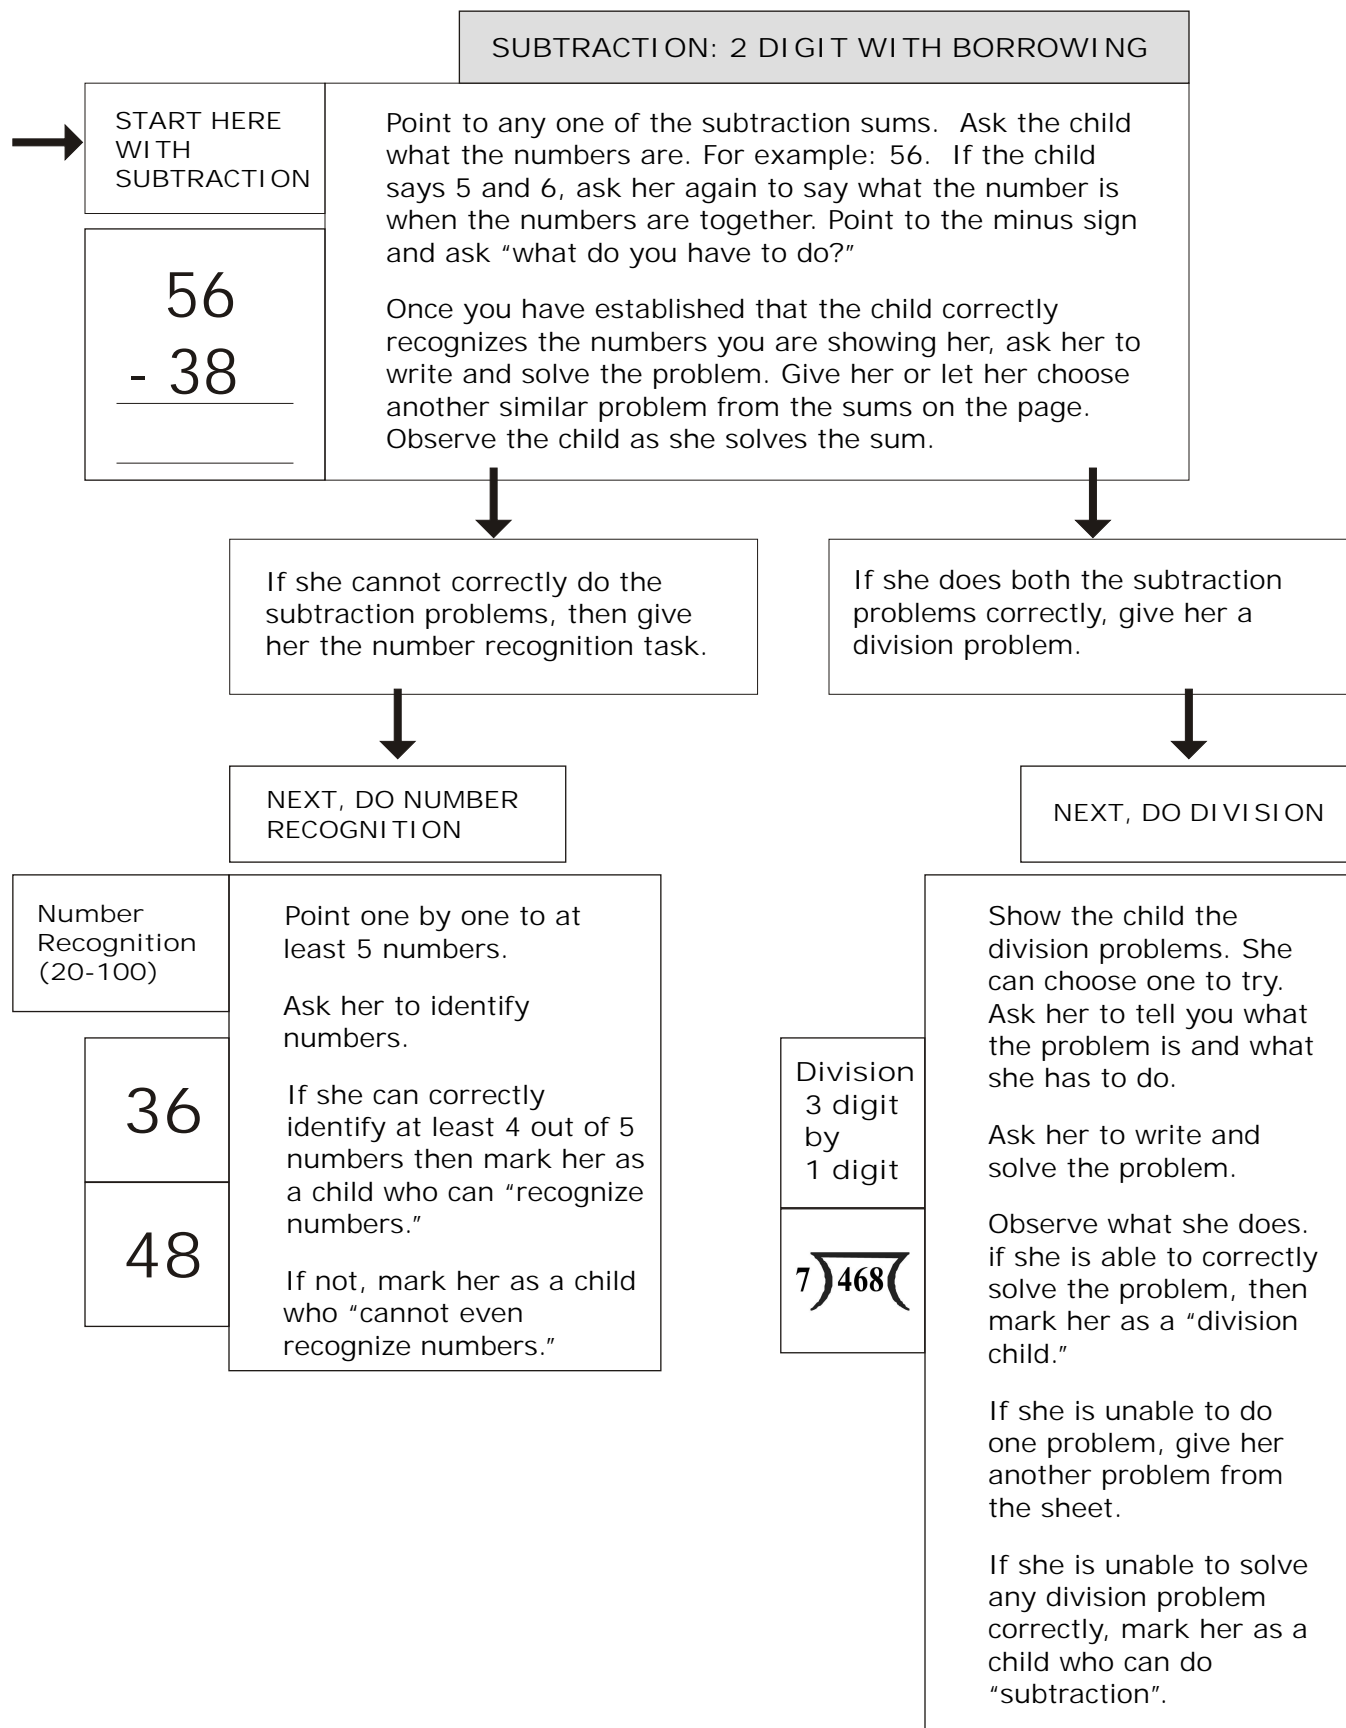 SUBTRACTION: 2 DIGIT WITH BORROWING
START HERE
WITH
SUBTRACTION
Point to any one of the subtraction sums. Ask the child
what the numbers are. For example: 56. If the child
says 5 and 6, ask her again to say what the number is
when the numbers are together. Point to the minus sign
and ask “what do you have to do?”
Once you have established that the child correctly
recognizes the numbers you are showing her, ask her to
write and solve the problem. Give her or let her choose
another similar problem from the sums on the page.
Observe the child as she solves the sum.
56
- 38
If she cannot correctly do the
subtraction problems, then give
her the number recognition task.
If she does both the subtraction
problems correctly, give her a
division problem.
NEXT, DO NUMBER
RECOGNITION
NEXT, DO DIVISION
Number
Recognition
(20-100)
36
48
Point one by one to at
least 5 numbers.
Ask her to identify
numbers.
If she can correctly
identify at least 4 out of 5
numbers then mark her as
a child who can “recognize
numbers.”
If not, mark her as a child
who “cannot even
recognize numbers.”
Division
3 digit
by
1 digit
7)468(
Show the child the
division problems. She
can choose one to try.
Ask her to tell you what
the problem is and what
she has to do.
Ask her to write and
solve the problem.
Observe what she does.
if she is able to correctly
solve the problem, then
mark her as a “division
child.”
If she is unable to do
one problem, give her
another problem from
the sheet.
If she is unable to solve
any division problem
correctly, mark her as a
child who can do
“subtraction”.